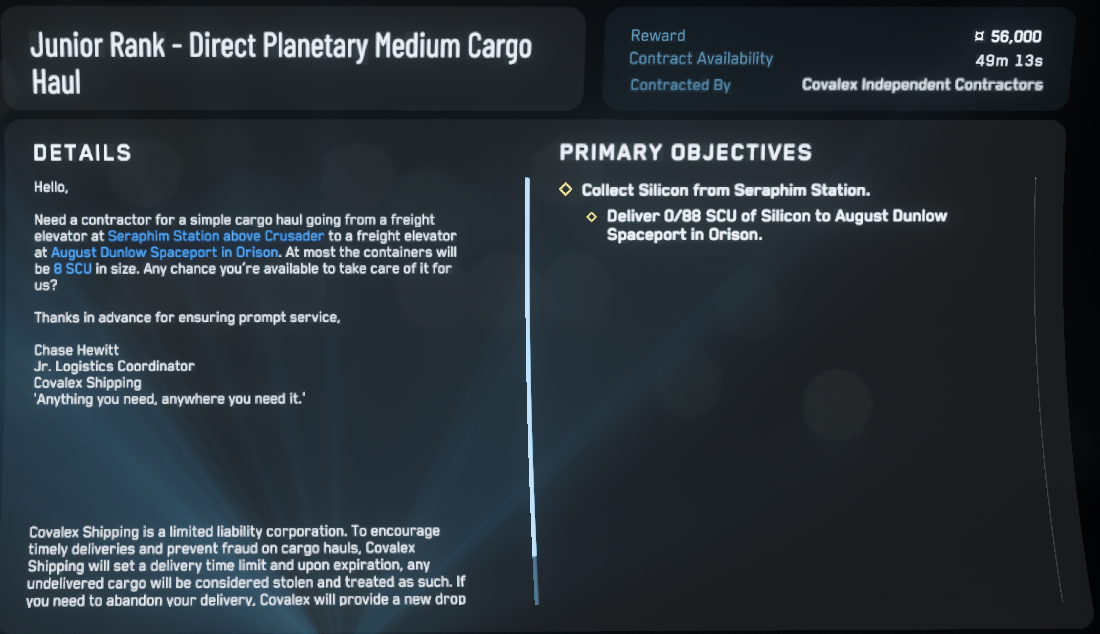 Junior Rank - Direct Planetary Medium Cargo
Haul
Reward ¤ 56,000
Contract Availability 49m 13s
Contracted By Covalex Independent Contractors
DETAILS
Hello,
Need a contractor for a simple cargo haul going from a freight
elevator at Seraphim Station above Crusader to a freight elevator
at August Dunlow Spaceport in Orison. At most the containers will
be 8 SCU in size. Any chance you're available to take care of it for
us?
Thanks in advance for ensuring prompt service,
Chase Hewitt
Jr. Logistics Coordinator
Covalex Shipping
'Anything you need, anywhere you need it.'
Covalex Shipping is a limited liability corporation. To encourage
timely deliveries and prevent fraud on cargo hauls, Covalex
Shipping will set a delivery time limit and upon expiration, any
undelivered cargo will be considered stolen and treated as such. If
you need to abandon your delivery, Covalex will provide a new drop
PRIMARY OBJECTIVES
Collect Silicon from Seraphim Station.
Deliver 0/88 SCU of Silicon to August Dunlow
Spaceport in Orison.